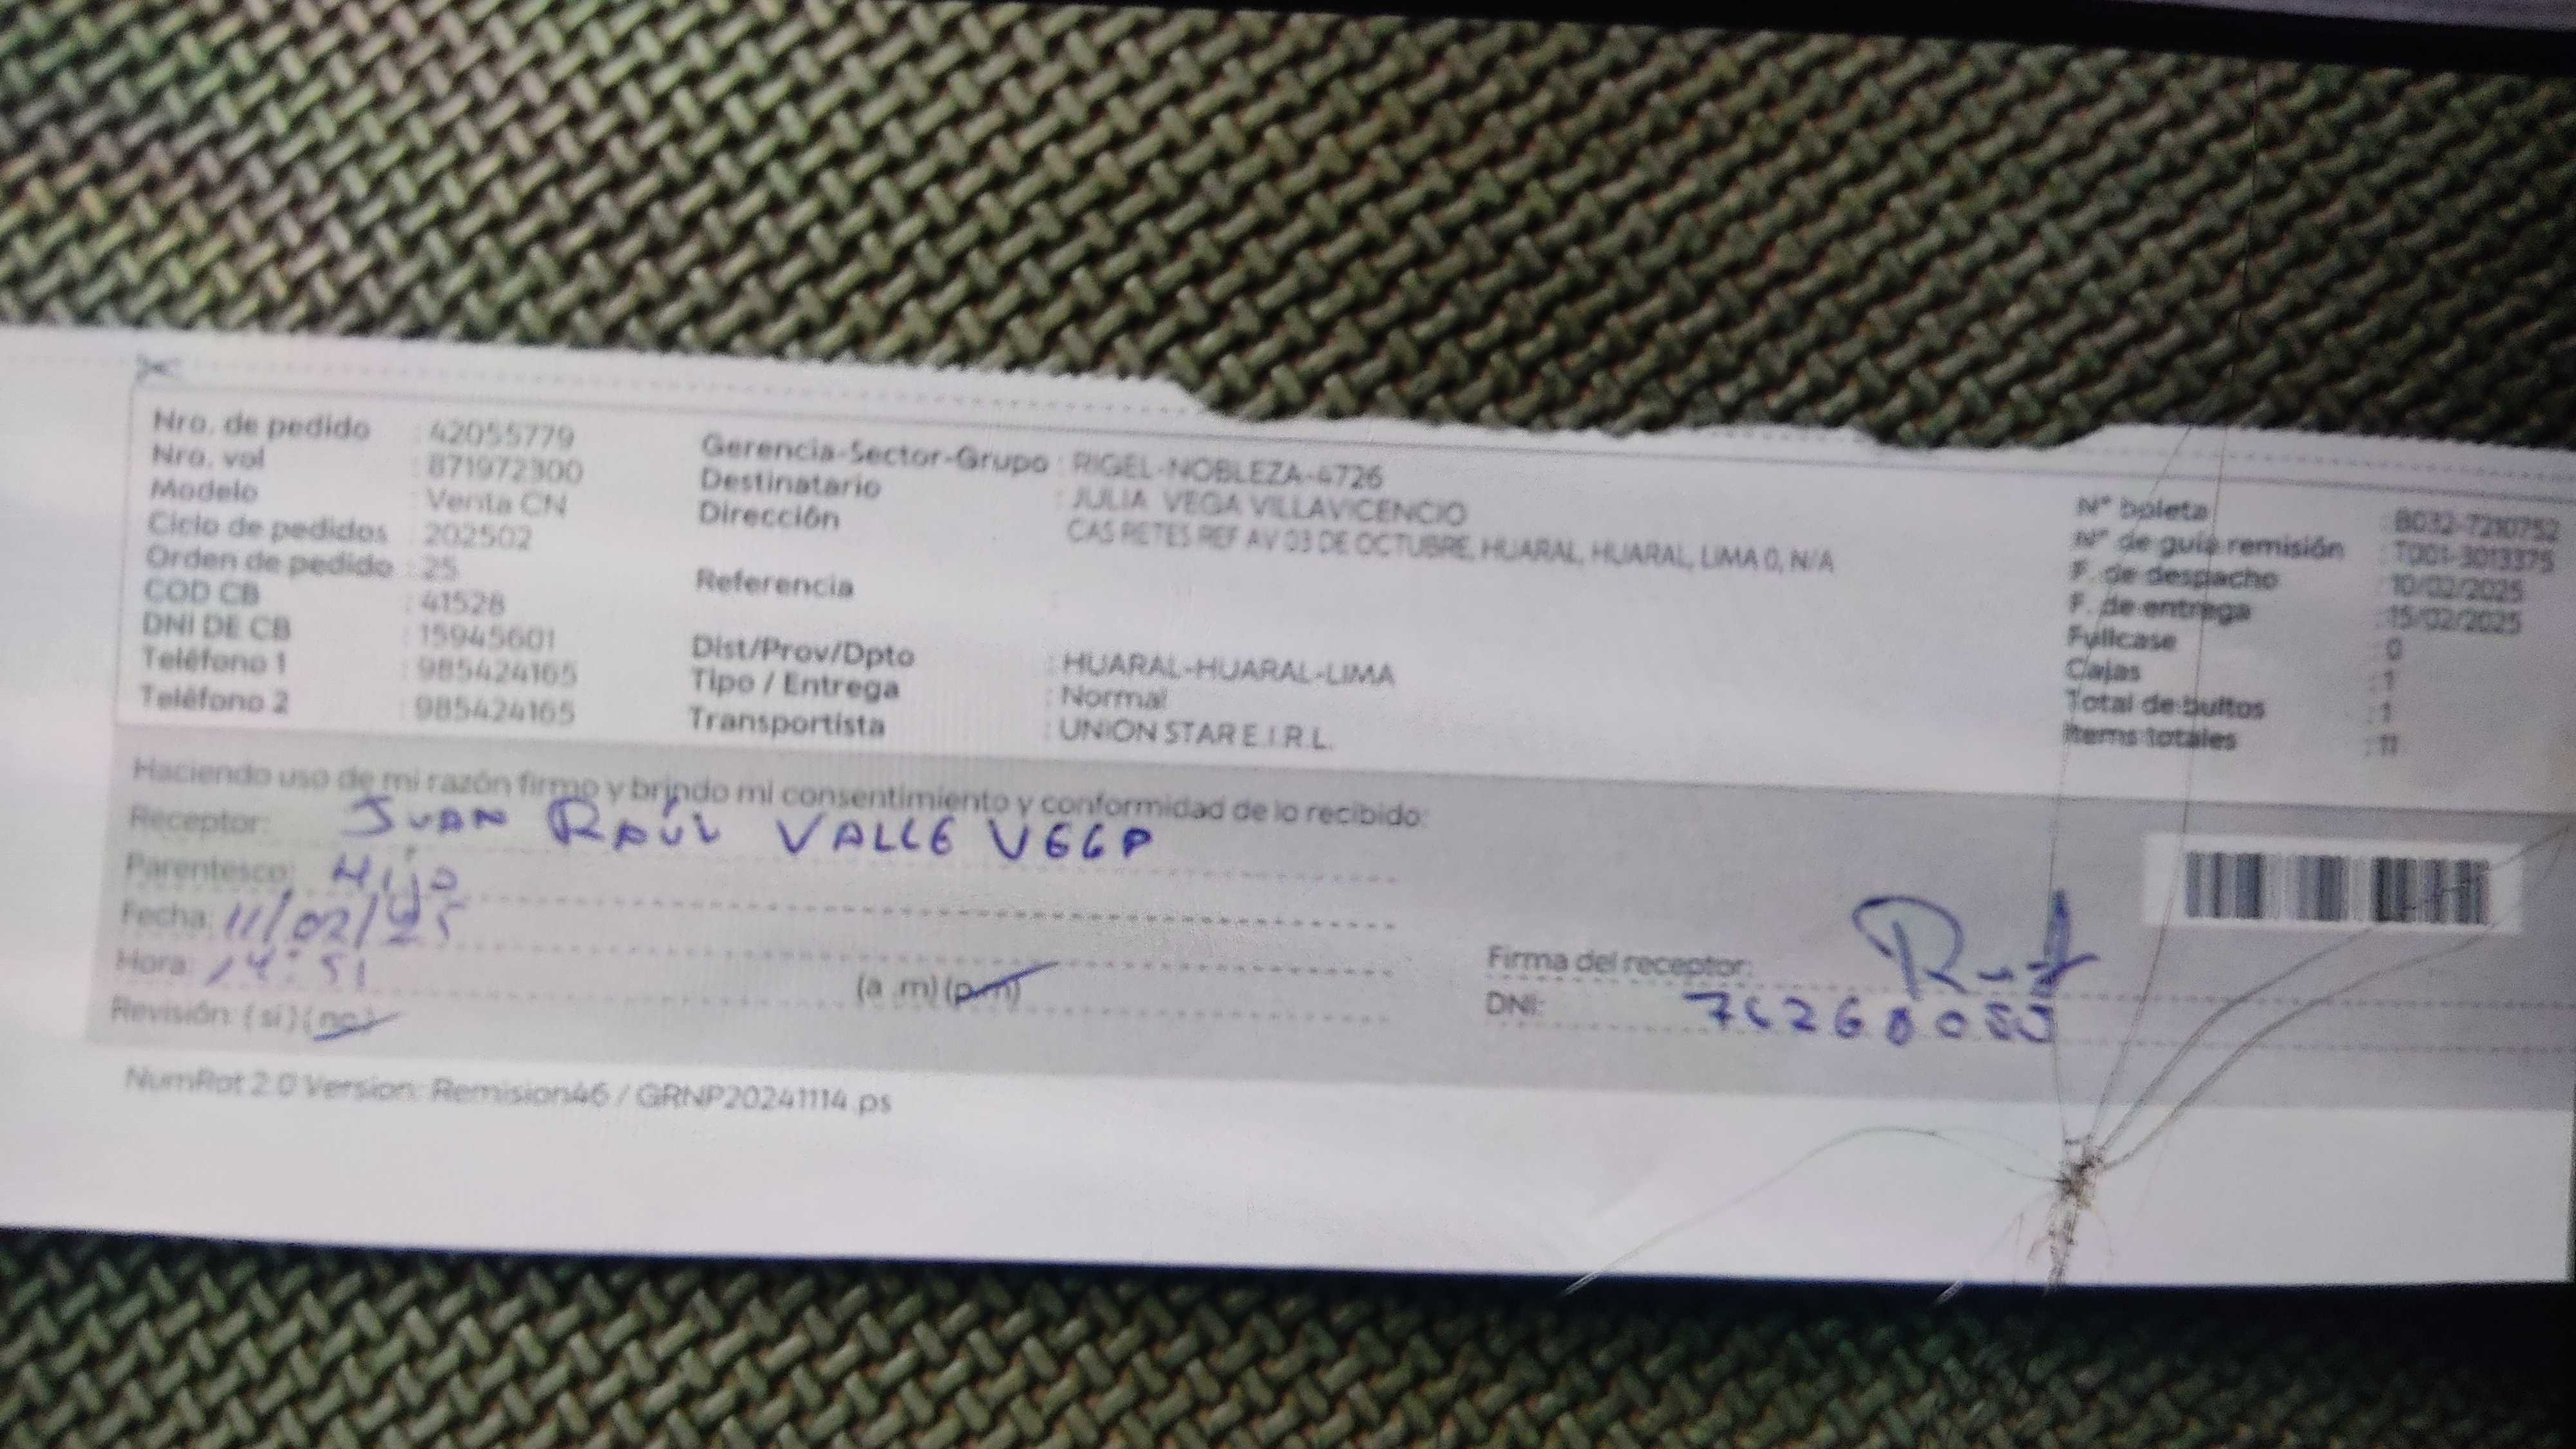 Nro. de pedido : 42055779
Nro. vol : 871972300
Modelo : Venta CN
Ciclo de pedidos : 202502
Orden de pedido : 25
COD CB : 41528
DNI DE CB : 15945601
Teléfono 1 : 985424165
Teléfono 2 : 985424165
Gerencia-Sector-Grupo : RIGEL-NOBLEZA-4726
Destinatario : JULIA VEGA VILLAVICENCIO
Dirección : CAS RETES REF AV 03 DE OCTUBRE, HUARAL, HUARAL, LIMA 0, N/A
Referencia :
Dist/Prov/Dpto : HUARAL-HUARAL-LIMA
Tipo / Entrega : Normal
Transportista : UNION STAR E.I.R.L.
N° boleta : B032-7210752
N° de guía remisión : T001-3013375
F. de despacho : 10/02/2025
F. de entrega : 15/02/2025
Fullcase : 0
Cajas : 1
Total de bultos : 1
Items totales : 11
Haciendo uso de mi razón firmo y brindo mi consentimiento y conformidad de lo recibido:
Receptor: JUAN RAÚL VALLE VEGA
Parentesco: Hijo
Fecha: 11/02/25
Hora: 14:51 (a .m) (p.m)
Revisión: (si) (no)
Firma del receptor:
DNI:
NumRot 2.0 Version: Remision46 / GRNP20241114.ps